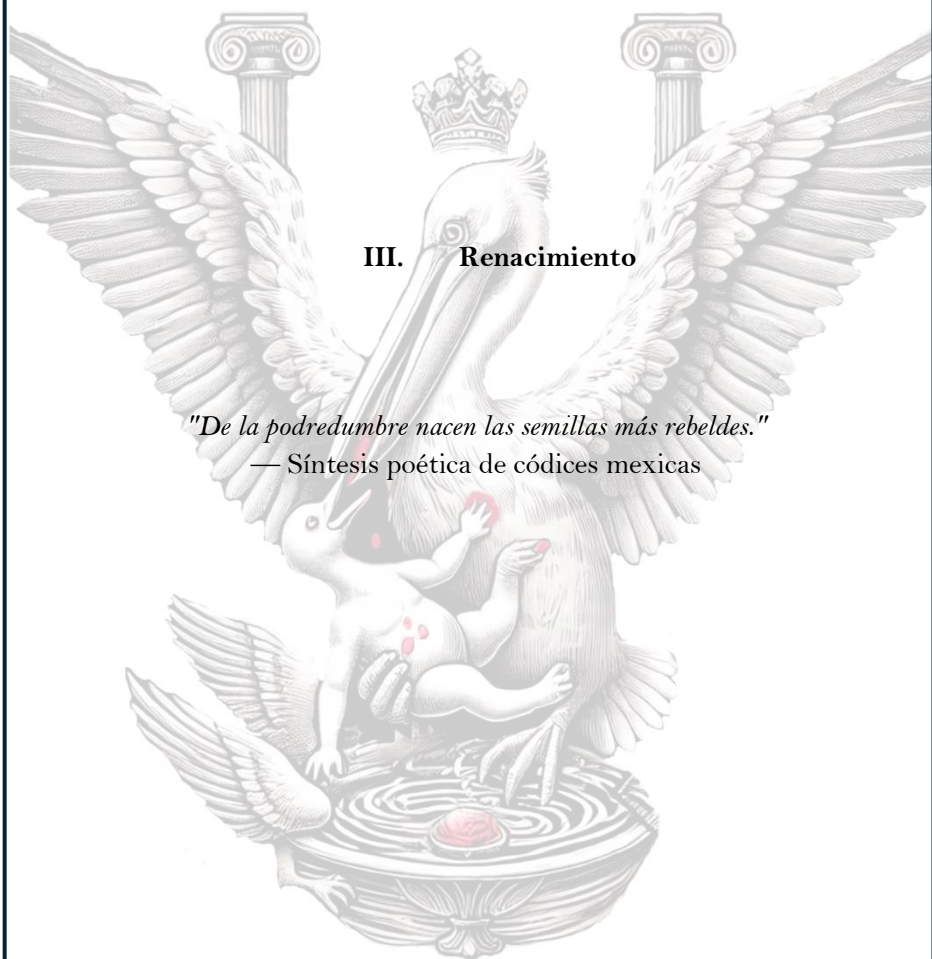 III. Renacimiento
"De la podredumbre nacen las semillas más rebeldes."
— Síntesis poética de códices mexicas